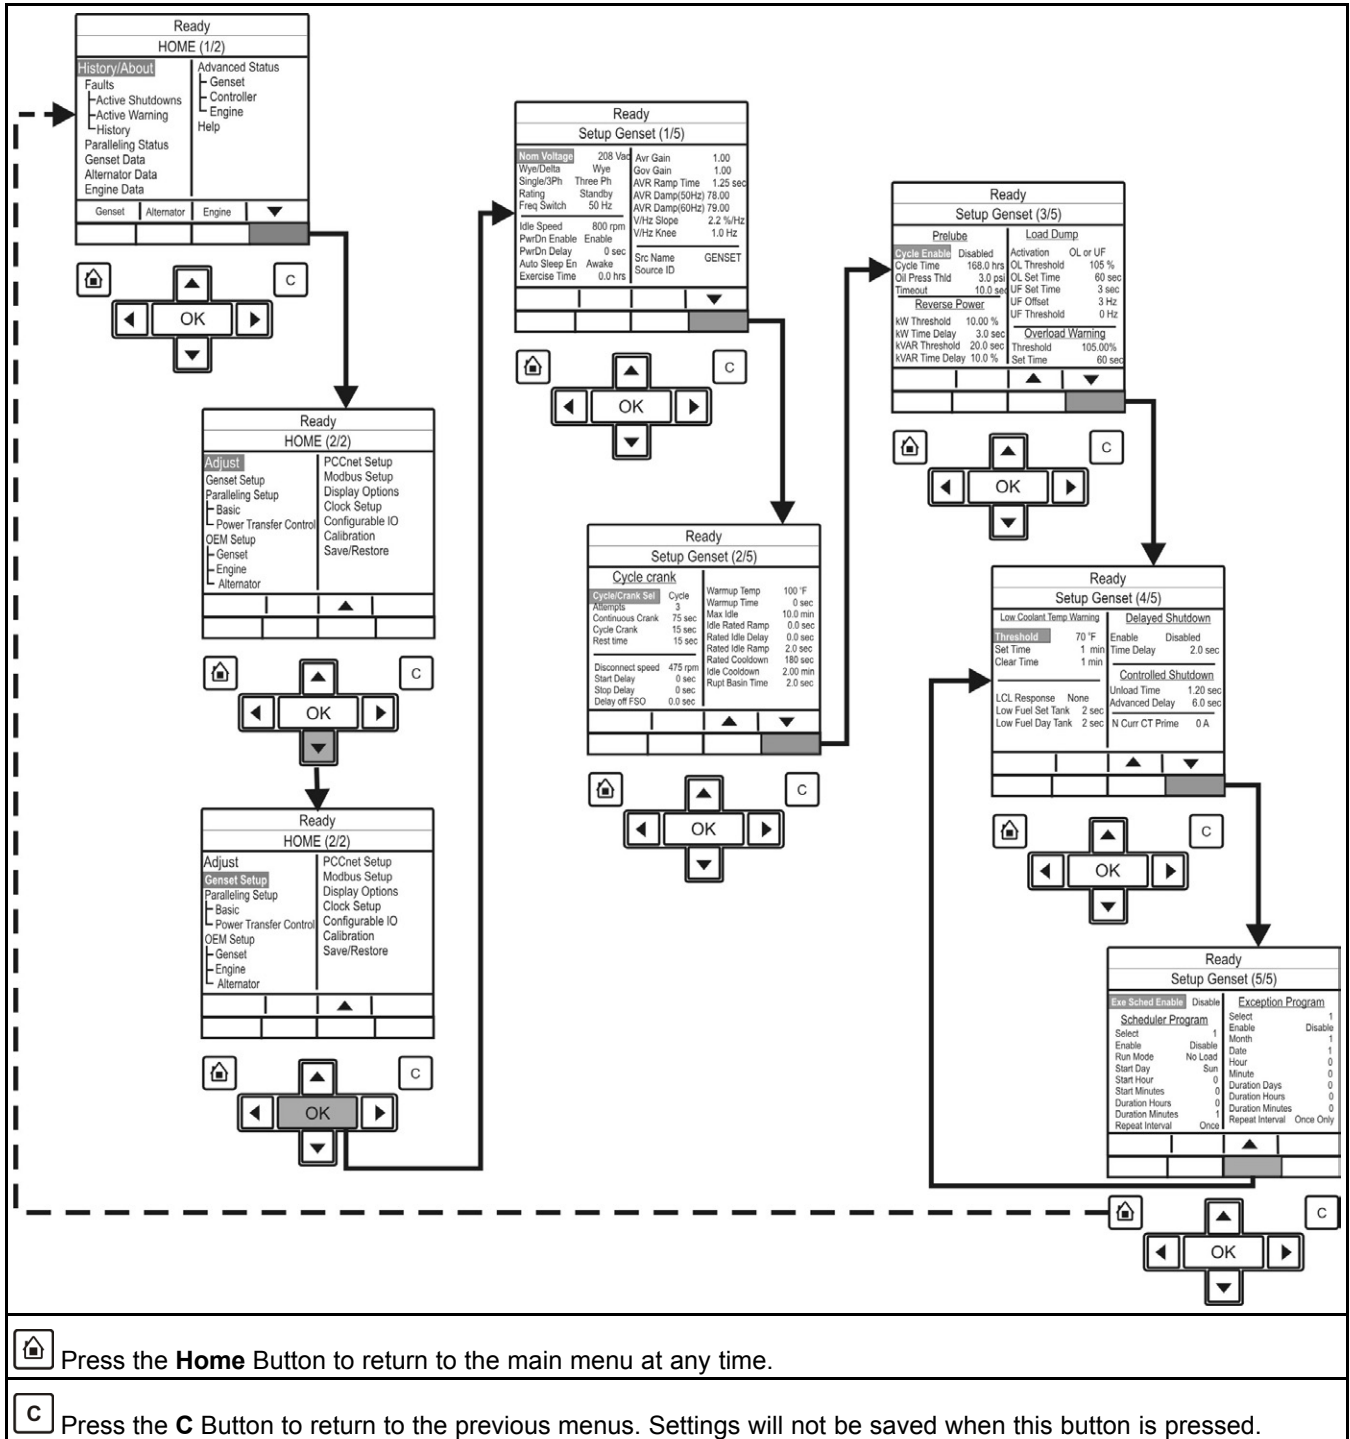 Ready
HOME (1/2)
History/About
Faults
Active Shutdowns
Active Warning
History
Paralleling Status
Genset Data
Alternator Data
Engine Data
Advanced Status
Genset
Controller
Engine
Help
Genset Alternator Engine
C
OK
Ready
HOME (2/2)
Adjust
Genset Setup
Paralleling Setup
Basic
Power Transfer Control
OEM Setup
Genset
Engine
Alternator
PCCnet Setup
Modbus Setup
Display Options
Clock Setup
Configurable IO
Calibration
Save/Restore
C
OK
Ready
HOME (2/2)
Adjust
Genset Setup
Paralleling Setup
Basic
Power Transfer Control
OEM Setup
Genset
Engine
Alternator
PCCnet Setup
Modbus Setup
Display Options
Clock Setup
Configurable IO
Calibration
Save/Restore
C
OK
Ready
Setup Genset (1/5)
Nom Voltage 208 Vac
Wye/Delta Wye
Single/3Ph Three Ph
Rating Standby
Freq Switch 50 Hz
Idle Speed 800 rpm
PwrDn Enable Enable
PwrDn Delay 0 sec
Auto Sleep En Awake
Exercise Time 0.0 hrs
Avr Gain 1.00
Gov Gain 1.00
AVR Ramp Time 1.25 sec
AVR Damp(50Hz) 78.00
AVR Damp(60Hz) 79.00
V/Hz Slope 2.2 %/Hz
V/Hz Knee 1.0 Hz
Src Name GENSET
Source ID
C
OK
Ready
Setup Genset (2/5)
Cycle crank
Cycle/Crank Sel Cycle
Attempts 3
Continuous Crank 75 sec
Cycle Crank 15 sec
Rest time 15 sec
Disconnect speed 475 rpm
Start Delay 0 sec
Stop Delay 0 sec
Delay off FSO 0.0 sec
Warmup Temp 100 °F
Warmup Time 0 sec
Max Idle 10.0 min
Idle Rated Ramp 0.0 sec
Rated Idle Delay 0.0 sec
Rated Idle Ramp 2.0 sec
Rated Cooldown 180 sec
Idle Cooldown 2.00 min
Rupt Basin Time 2.0 sec
C
OK
Ready
Setup Genset (3/5)
Prelube
Cycle Enable Disabled
Cycle Time 168.0 hrs
Oil Press Thld 3.0 psi
Timeout 10.0 sec
Reverse Power
kW Threshold 10.00 %
kW Time Delay 3.0 sec
kVAR Threshold 20.0 sec
kVAR Time Delay 10.0 %
Load Dump
Activation OL or UF
OL Threshold 105 %
OL Set Time 60 sec
UF Set Time 3 sec
UF Offset 3 Hz
UF Threshold 0 Hz
Overload Warning
Threshold 105.00%
Set Time 60 sec
C
OK
Ready
Setup Genset (4/5)
Low Coolant Temp Warning
Threshold 70 °F
Set Time 1 min
Clear Time 1 min
LCL Response None
Low Fuel Set Tank 2 sec
Low Fuel Day Tank 2 sec
Delayed Shutdown
Enable Disabled
Time Delay 2.0 sec
Controlled Shutdown
Unload Time 1.20 sec
Advanced Delay 6.0 sec
N Curr CT Prime 0 A
C
OK
Ready
Setup Genset (5/5)
Exe Sched Enable Disable
Scheduler Program
Select 1
Enable Disable
Run Mode No Load
Start Day Sun
Start Hour 0
Start Minutes 0
Duration Hours 0
Duration Minutes 1
Repeat Interval Once
Exception Program
Select 1
Enable Disable
Month 1
Date 1
Hour 0
Minute 0
Duration Days 0
Duration Hours 0
Duration Minutes 0
Repeat Interval Once Only
C
OK
Press the Home Button to return to the main menu at any time.
C Press the C Button to return to the previous menus. Settings will not be saved when this button is pressed.